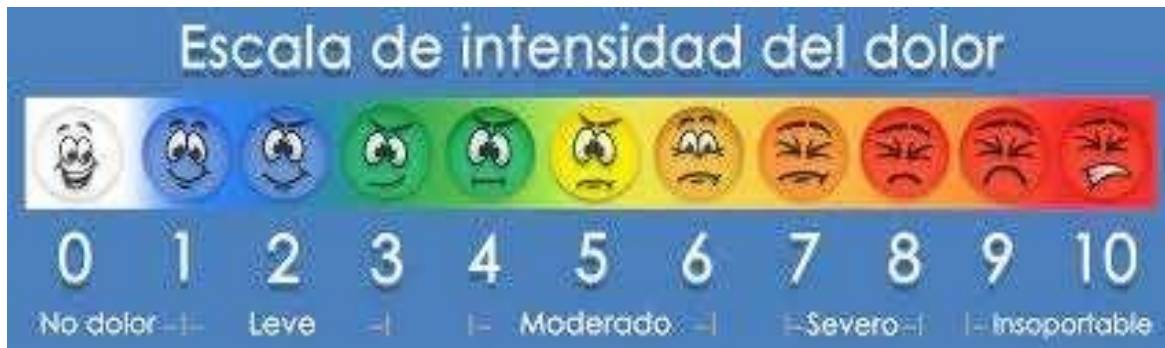 Escala de intensidad del dolor
0 1 2 3 4 5 6 7 8 9 10
No dolor -|- Leve -| |- Moderado -| |-Severo-| |- Insoportable